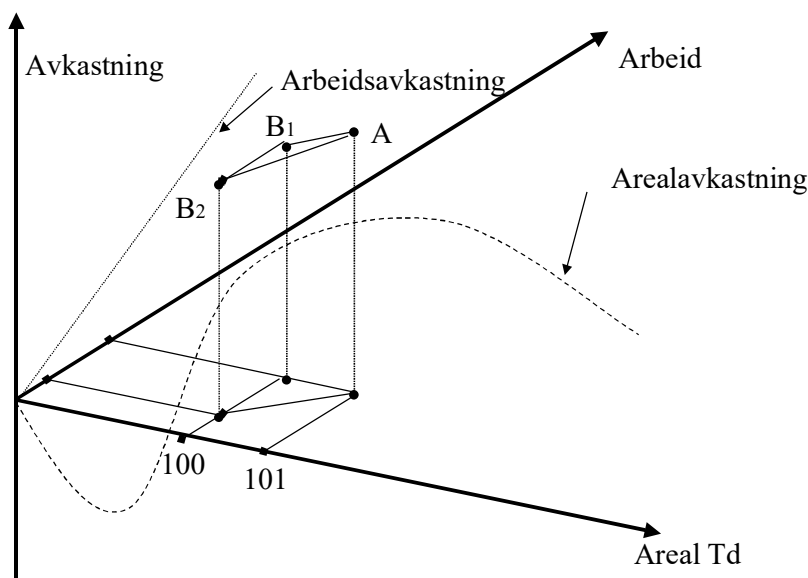 Avkastning
Arbeid
Arbeidsavkastning
B1
A
Arealavkastning
B2
100
101
Areal Td